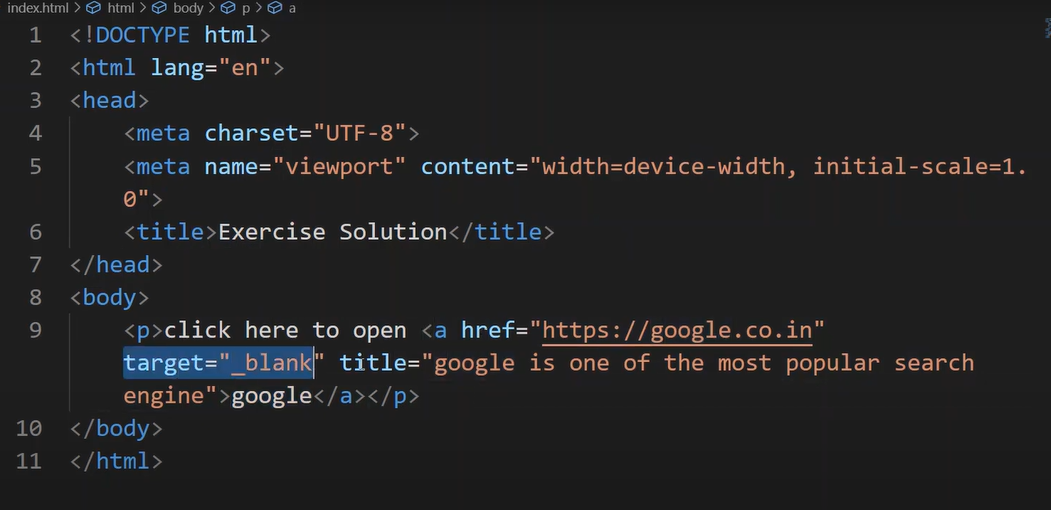 index.html > html > body > p > a
1 <!DOCTYPE html>
2 <html lang="en">
3 <head>
4 <meta charset="UTF-8">
5 <meta name="viewport" content="width=device-width, initial-scale=1.
0">
6 <title>Exercise Solution</title>
7 </head>
8 <body>
9 <p>click here to open <a href="https://google.co.in"
target="_blank" title="google is one of the most popular search
engine">google</a></p>
10 </body>
11 </html>